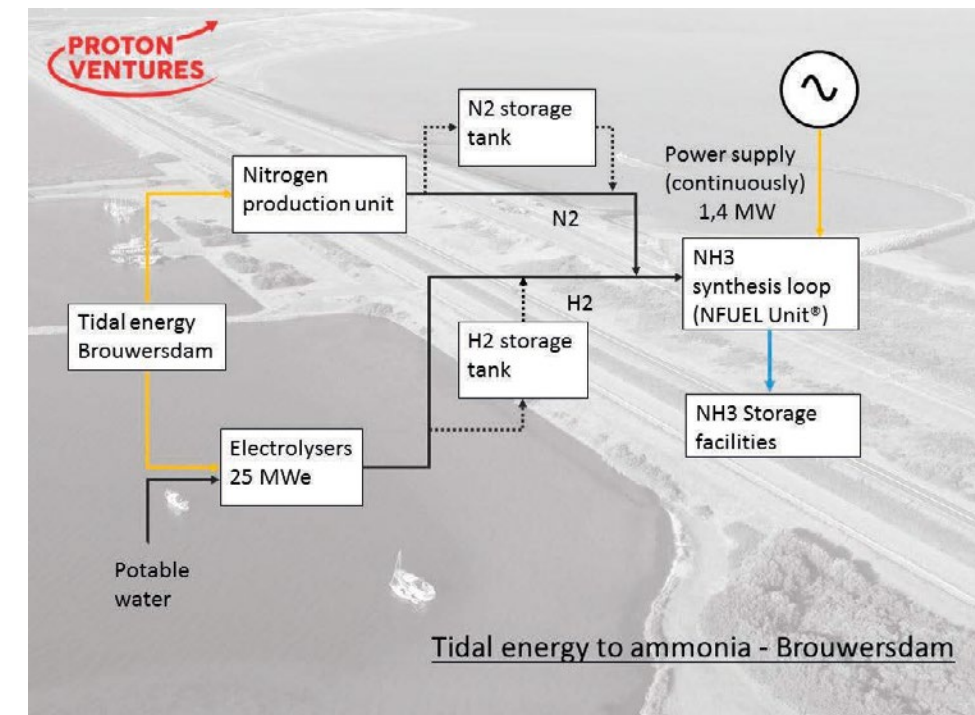 PROTON
VENTURES
N2 storage
tank
Power supply
(continuously)
1,4 MW
Nitrogen
production unit
N2
NH3
synthesis loop
(NFUEL Unit®)
H2
Tidal energy
Brouwersdam
H2 storage
tank
NH3 Storage
facilities
Electrolysers
25 MWe
Potable
water
Tidal energy to ammonia - Brouwersdam